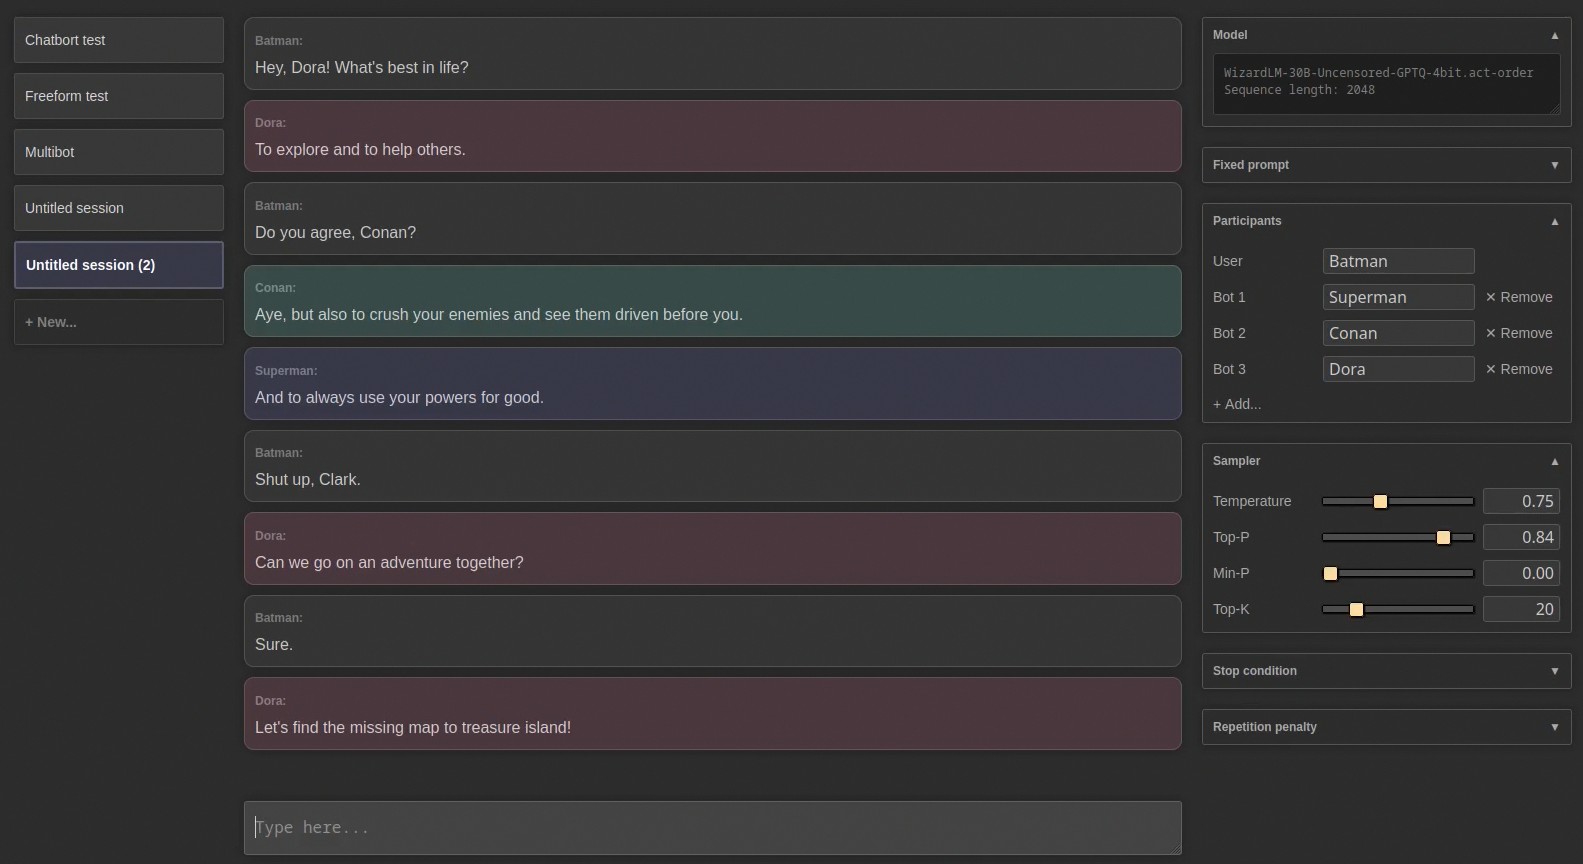 Chatbort test
Freeform test
Multibot
Untitled session
Untitled session (2)
+ New...
Batman:
Hey, Dora! What's best in life?
Dora:
To explore and to help others.
Batman:
Do you agree, Conan?
Conan:
Aye, but also to crush your enemies and see them driven before you.
Superman:
And to always use your powers for good.
Batman:
Shut up, Clark.
Dora:
Can we go on an adventure together?
Batman:
Sure.
Dora:
Let's find the missing map to treasure island!
Type here...
Model ▲
WizardLM-30B-Uncensored-GPTQ-4bit.act-order
Sequence length: 2048
Fixed prompt ▼
Participants ▲
User Batman
Bot 1 Superman ✕ Remove
Bot 2 Conan ✕ Remove
Bot 3 Dora ✕ Remove
+ Add...
Sampler ▲
Temperature 0.75
Top-P 0.84
Min-P 0.00
Top-K 20
Stop condition ▼
Repetition penalty ▼